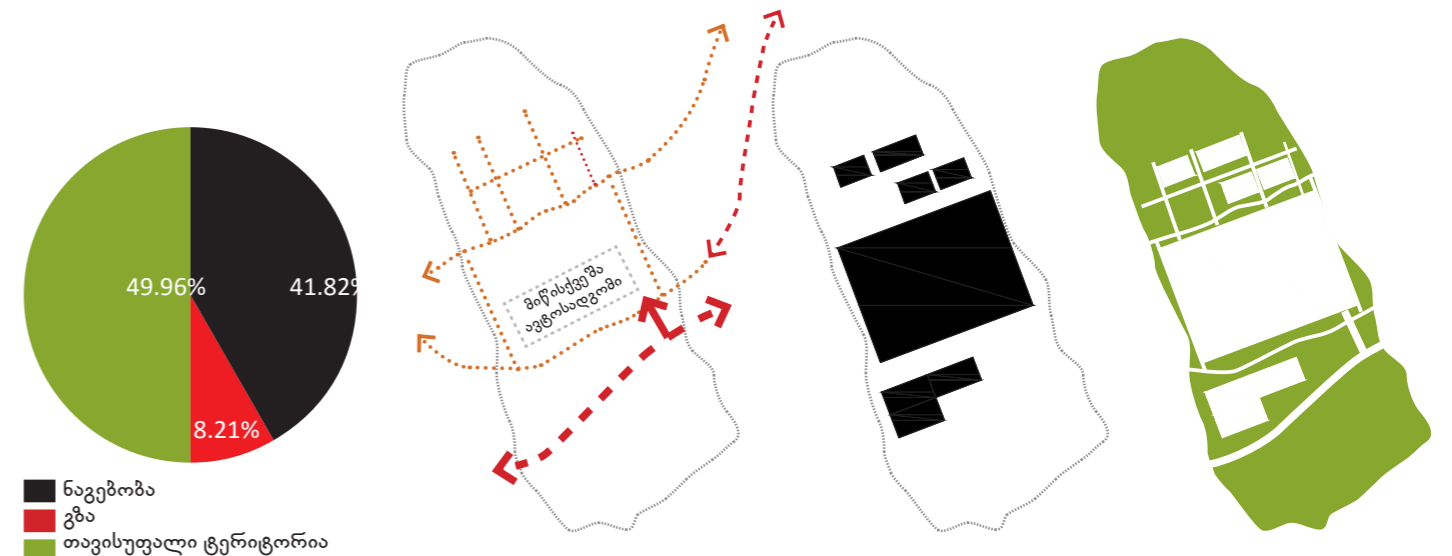 49.96%
41.82%
8.21%
ნაგებობა
გზა
თავისუფალი ტერიტორია
მიწისქვეშა
ავტოსადგომი